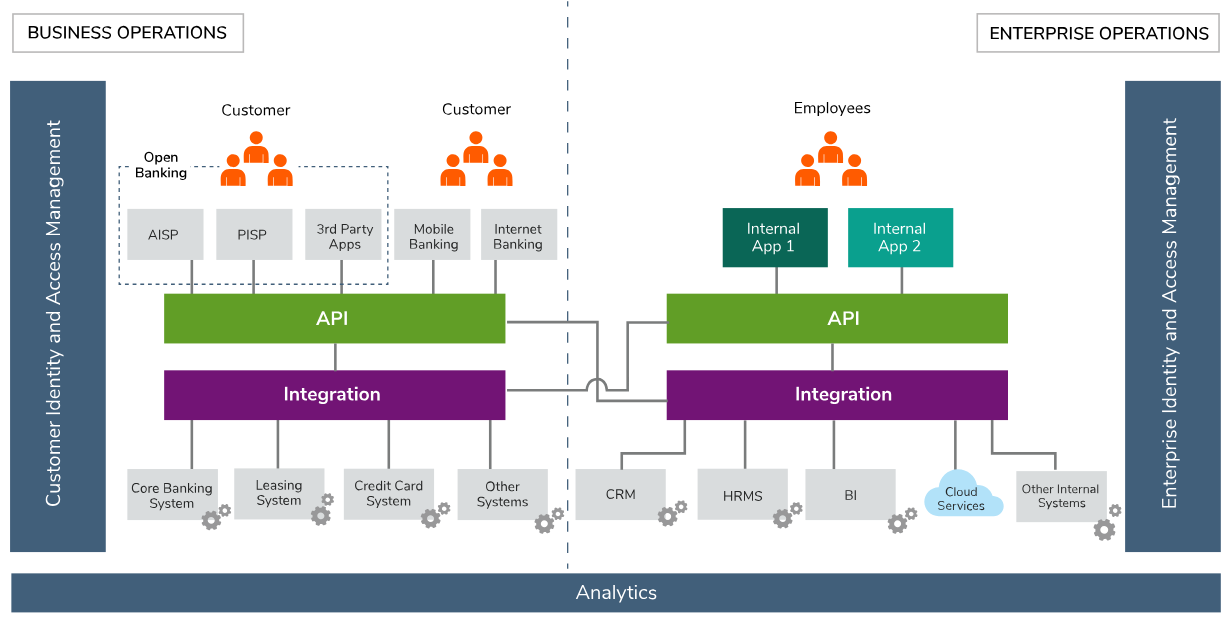 BUSINESS OPERATIONS
ENTERPRISE OPERATIONS
Customer Identity and Access Management
Customer
Customer
Employees
Enterprise Identity and Access Management
Open
Banking
AISP
PISP
3rd Party
Apps
Mobile
Banking
Internet
Banking
Internal
App 1
Internal
App 2
API
API
Integration
Integration
Core Banking
System
Leasing
System
Credit Card
System
Other
Systems
CRM
HRMS
BI
Cloud
Services
Other Internal
Systems
Analytics